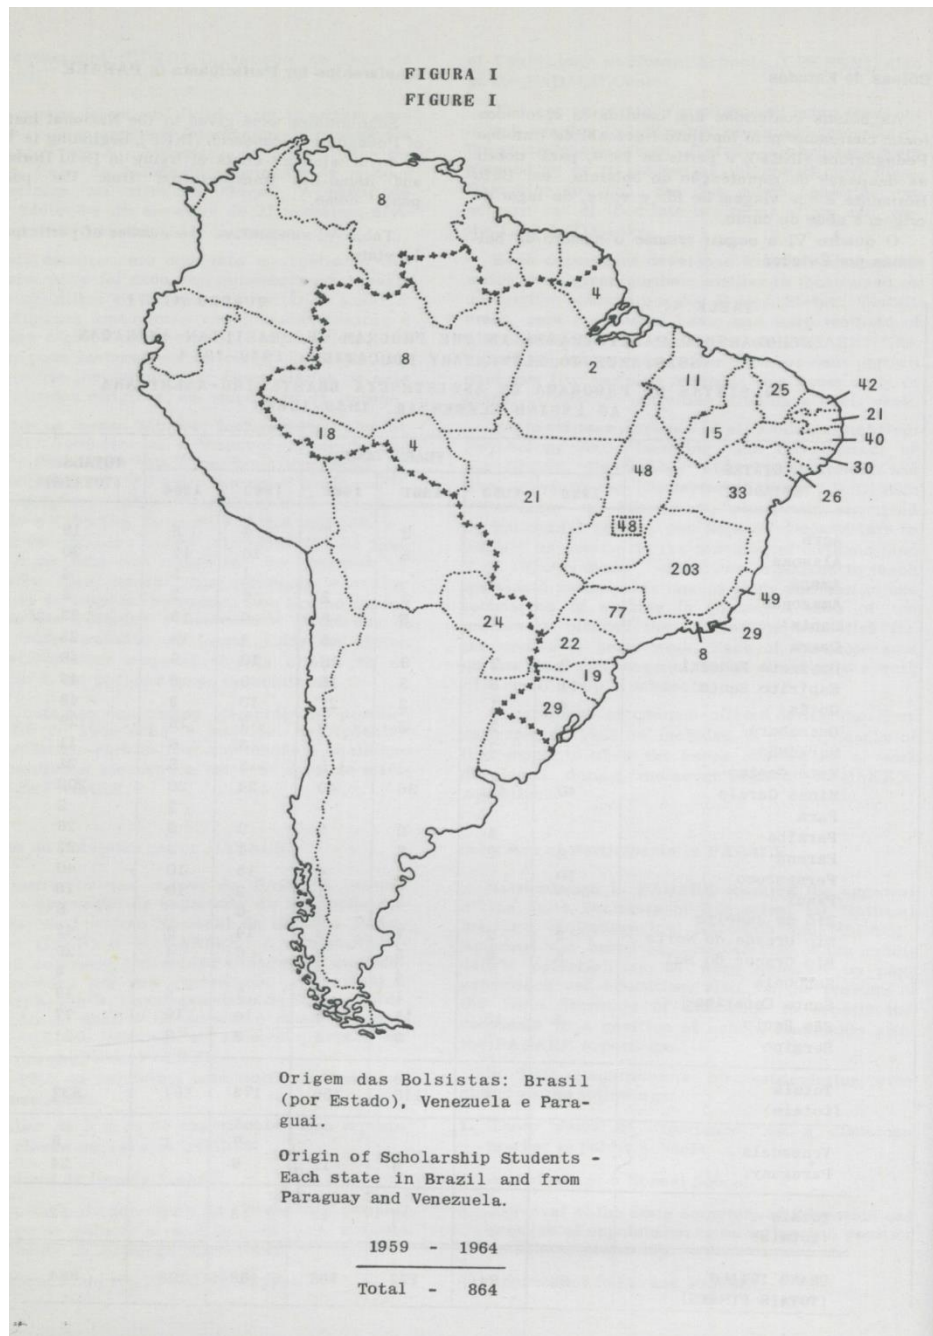 FIGURA I
FIGURE I
8
4
8
2
11
25
42
21
40
30
26
18
4
15
48
21
33
48
203
49
24
77
29
8
22
19
29
Origem das Bolsistas: Brasil
(por Estado), Venezuela e Para-
guai.
Origin of Scholarship Students -
Each state in Brazil and from
Paraguay and Venezuela.
1959 - 1964
Total - 864